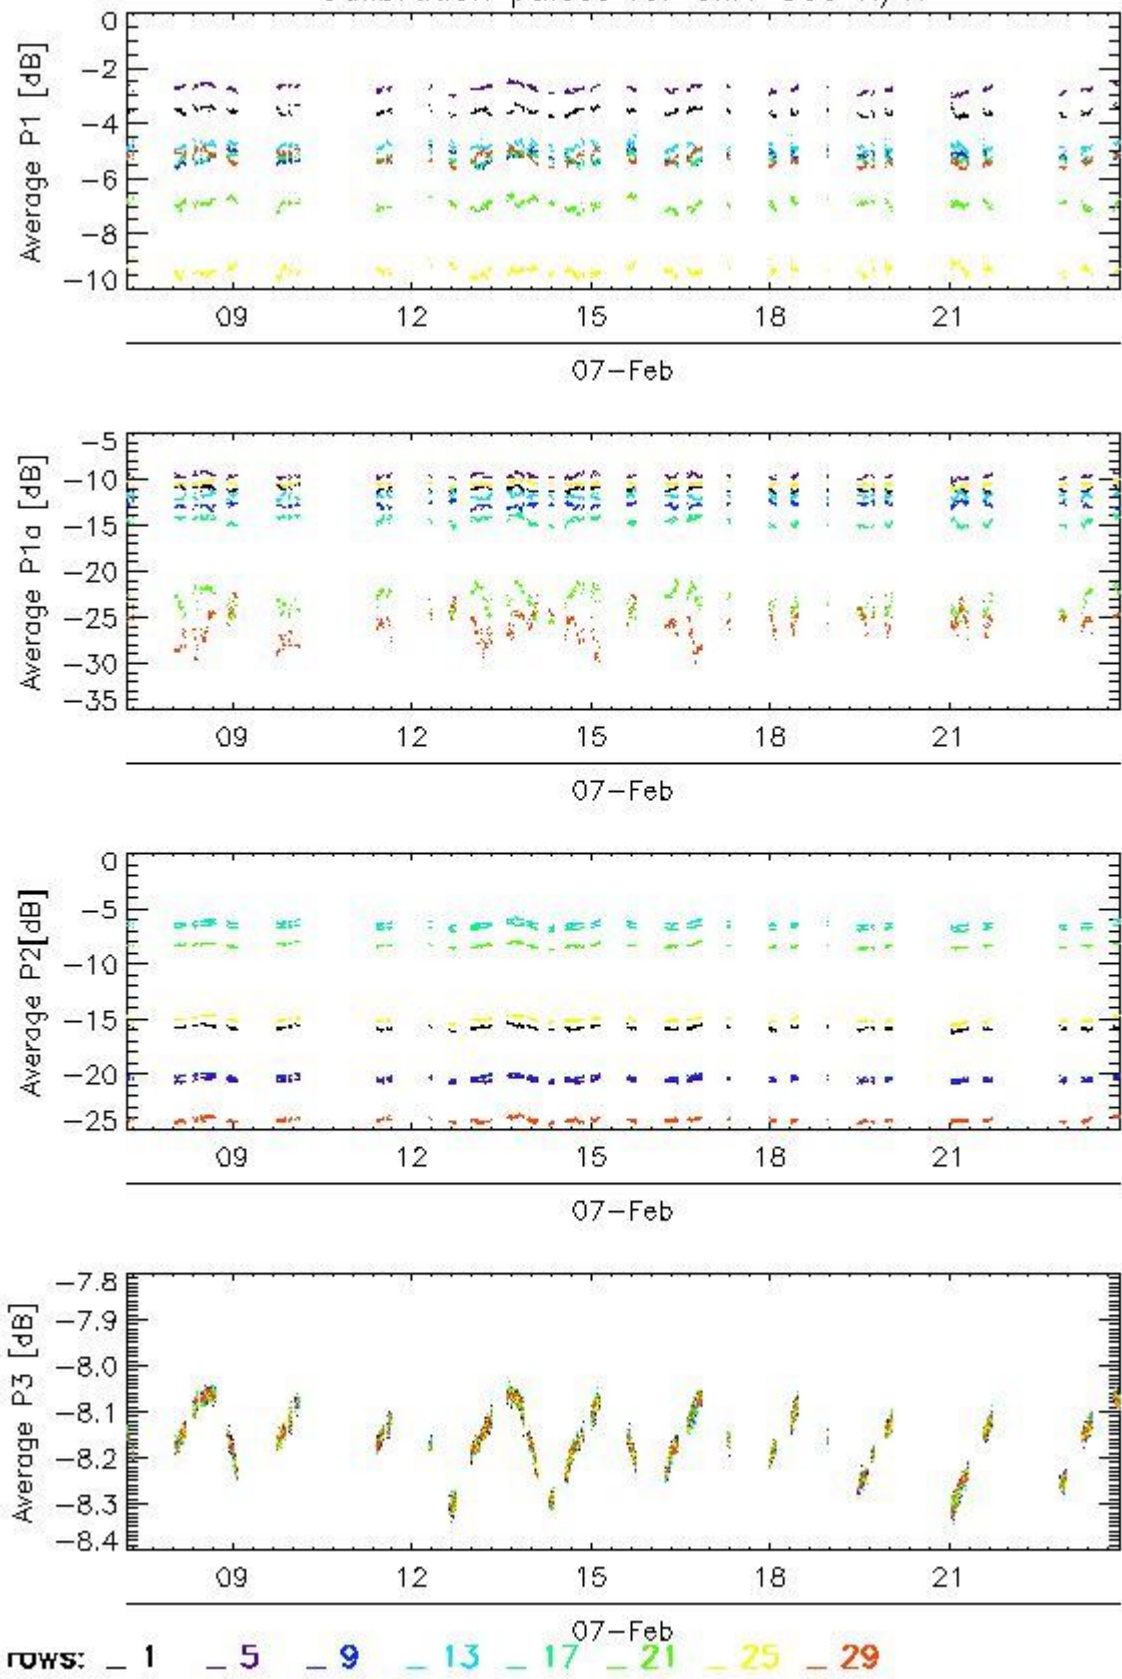 0
-2
-4
-6
-8
-10
Average P1 [dB]
09 12 15 18 21
07-Feb
-5
-10
-15
-20
-25
-30
-35
Average P1a [dB]
09 12 15 18 21
07-Feb
0
-5
-10
-15
-20
-25
Average P2[dB]
09 12 15 18 21
07-Feb
-7.8
-7.9
-8.0
-8.1
-8.2
-8.3
-8.4
Average P3 [dB]
09 12 15 18 21
07-Feb
rows: _ 1 _ 5 _ 9 _ 13 _ 17 _ 21 _ 25 _ 29